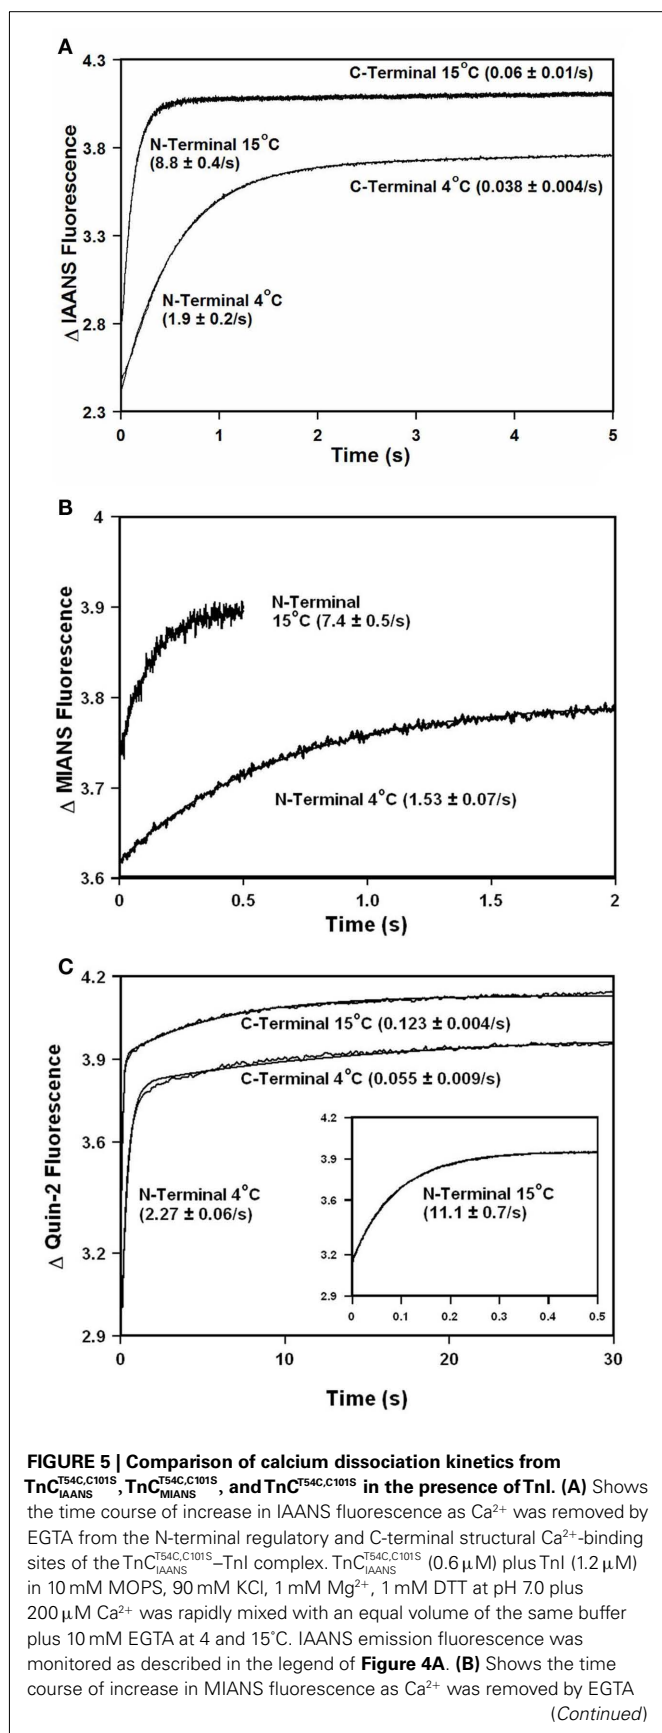 A
4.3
3.8
3.3
2.8
2.3
Δ IAANS Fluorescence
C-Terminal 15°C (0.06 ± 0.01/s)
N-Terminal 15°C
(8.8 ± 0.4/s)
C-Terminal 4°C (0.038 ± 0.004/s)
N-Terminal 4°C
(1.9 ± 0.2/s)
0 1 2 3 4 5
Time (s)
B
4
3.9
3.8
3.7
3.6
Δ MIANS Fluorescence
N-Terminal
15°C (7.4 ± 0.5/s)
N-Terminal 4°C (1.53 ± 0.07/s)
0 0.5 1.0 1.5 2
Time (s)
C
4.2
3.9
3.6
3.2
2.9
Δ Quin-2 Fluorescence
C-Terminal 15°C (0.123 ± 0.004/s)
C-Terminal 4°C (0.055 ± 0.009/s)
N-Terminal 4°C
(2.27 ± 0.06/s)
4.2
3.9
3.6
3.2
2.9
N-Terminal 15°C
(11.1 ± 0.7/s)
0 0.1 0.2 0.3 0.4 0.5
0 10 20 30
Time (s)
FIGURE 5 | Comparison of calcium dissociation kinetics from
TnC^T54C,C101S_IAANS, TnC^T54C,C101S_MIANS, and TnC^T54C,C101S in the presence of TnI. (A) Shows
the time course of increase in IAANS fluorescence as Ca²⁺ was removed by
EGTA from the N-terminal regulatory and C-terminal structural Ca²⁺-binding
sites of the TnC^T54C,C101S_IAANS–TnI complex. TnC^T54C,C101S_IAANS (0.6 μM) plus TnI (1.2 μM)
in 10 mM MOPS, 90 mM KCl, 1 mM Mg²⁺, 1 mM DTT at pH 7.0 plus
200 μM Ca²⁺ was rapidly mixed with an equal volume of the same buffer
plus 10 mM EGTA at 4 and 15°C. IAANS emission fluorescence was
monitored as described in the legend of Figure 4A. (B) Shows the time
course of increase in MIANS fluorescence as Ca²⁺ was removed by EGTA
(Continued)